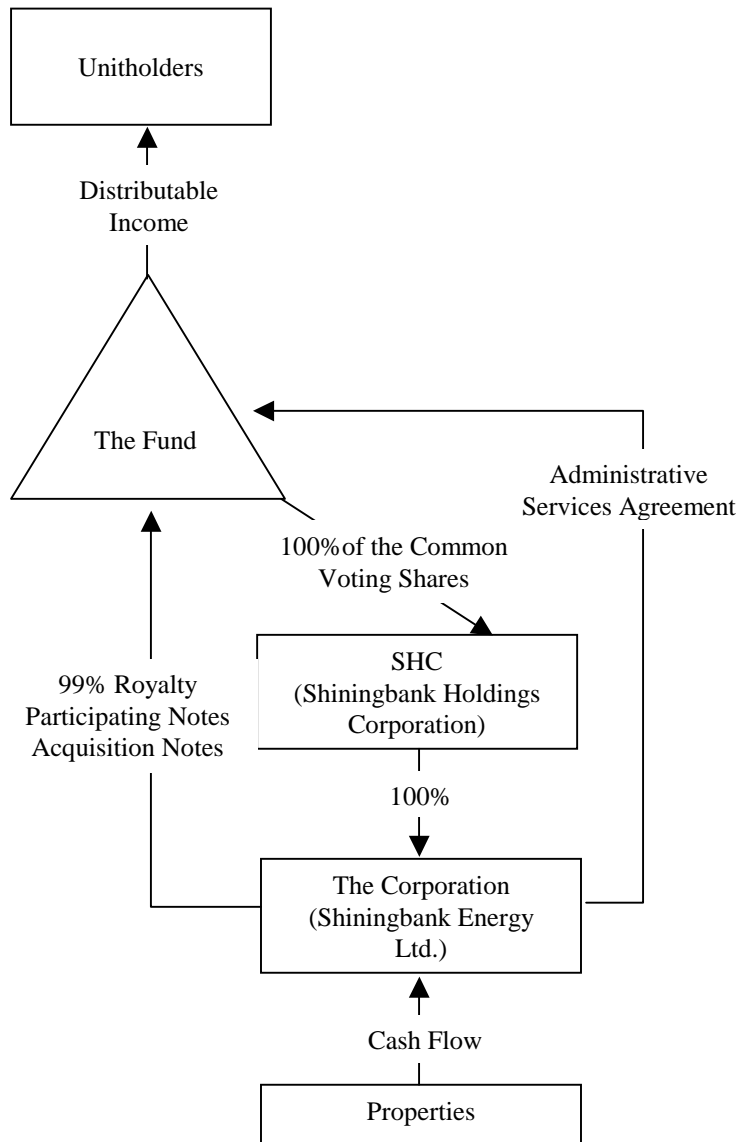 Unitholders
Distributable
Income
The Fund
Administrative
Services Agreement
100% of the Common
Voting Shares
SHC
(Shiningbank Holdings
Corporation)
99% Royalty
Participating Notes
Acquisition Notes
100%
The Corporation
(Shiningbank Energy
Ltd.)
Cash Flow
Properties